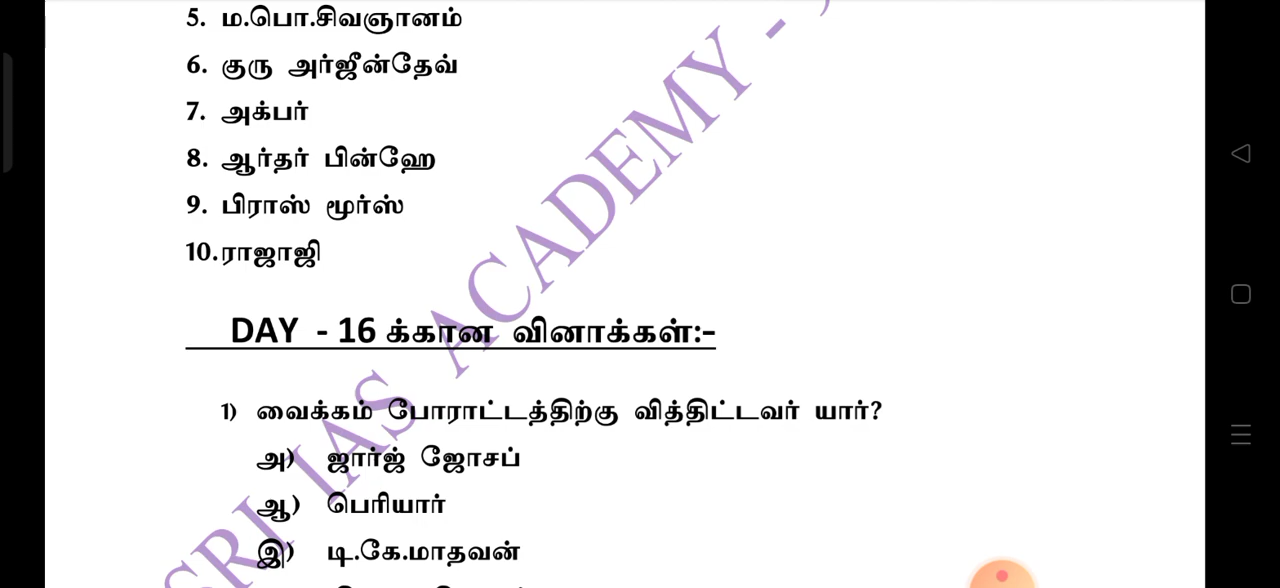 5. ம.பொ.சிவஞானம்
6. குரு அர்ஜீன்தேவ்
7. அக்பர்
8. ஆர்தர் பின்ஹே
9. பிராஸ் மூர்ஸ்
10.ராஜாஜி
DAY - 16 க்கான வினாக்கள்:-
1) வைக்கம் போராட்டத்திற்கு வித்திட்டவர் யார்?
அ) ஜார்ஜ் ஜோசப்
ஆ) பெரியார்
இ) டி.கே.மாதவன்
SRI IAS ACADEMY -